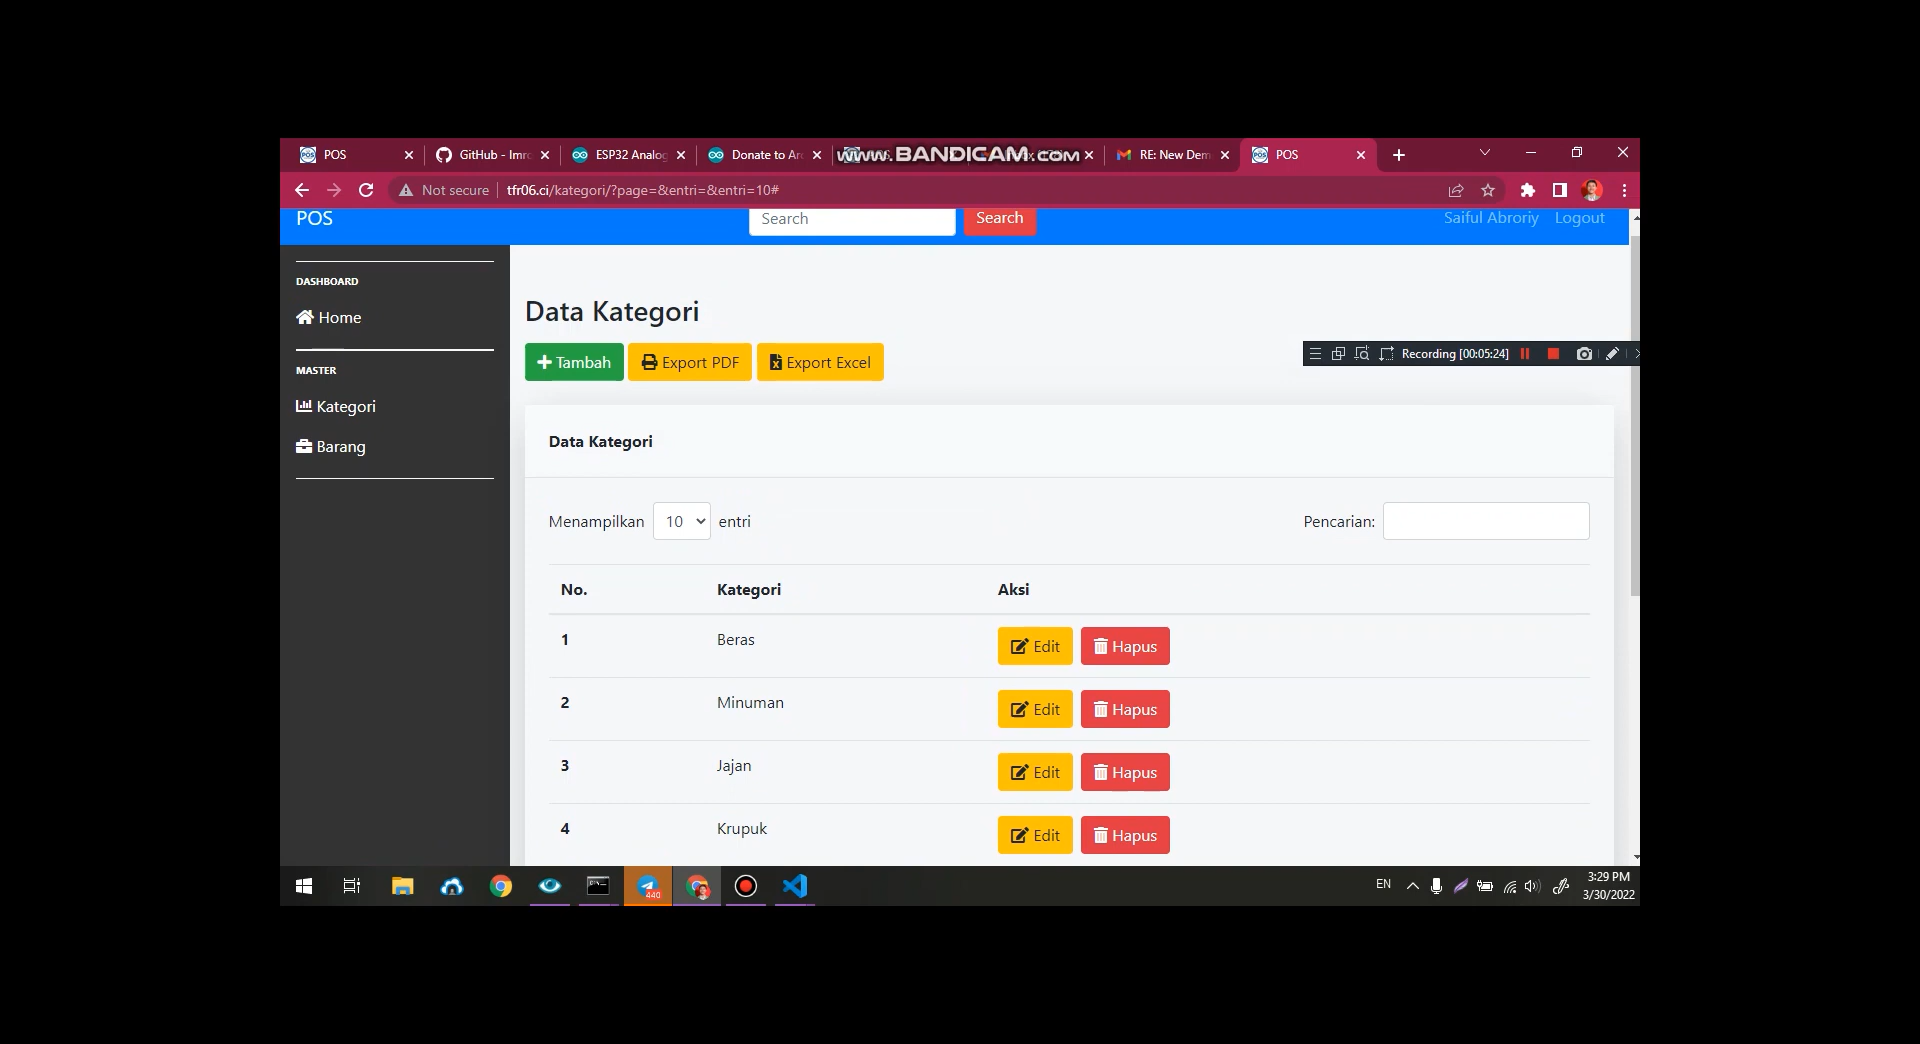 POS
GitHub - Imro
ESP32 Analog
Donate to Ar
www.BANDICAM.com
RE: New Dem
POS
Not secure
tfr06.ci/kategori/?page=&entri=&entri=10#
POS
Search
Search
Saiful Abroriy
Logout
DASHBOARD
Home
MASTER
Kategori
Barang
Data Kategori
Tambah
Export PDF
Export Excel
Recording [00:05:24]
Data Kategori
Menampilkan 10 entri
Pencarian:
No. Kategori Aksi
1 Beras Edit Hapus
2 Minuman Edit Hapus
3 Jajan Edit Hapus
4 Krupuk Edit Hapus
440
EN
3:29 PM
3/30/2022